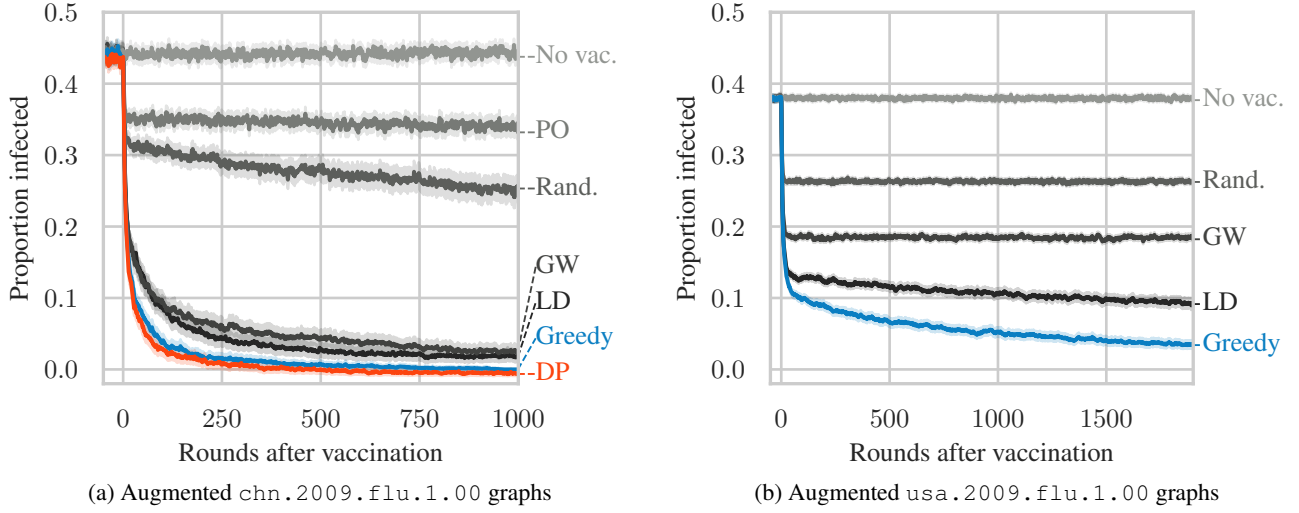 0.5
0.4
0.3
0.2
0.1
0.0
Proportion infected
0
250
500
750
1000
Rounds after vaccination
No vac.
PO
Rand.
GW
LD
Greedy
DP
(a) Augmented chn.2009.flu.1.00 graphs
0.5
0.4
0.3
0.2
0.1
0.0
Proportion infected
0
500
1000
1500
Rounds after vaccination
No vac.
Rand.
GW
LD
Greedy
(b) Augmented usa.2009.flu.1.00 graphs